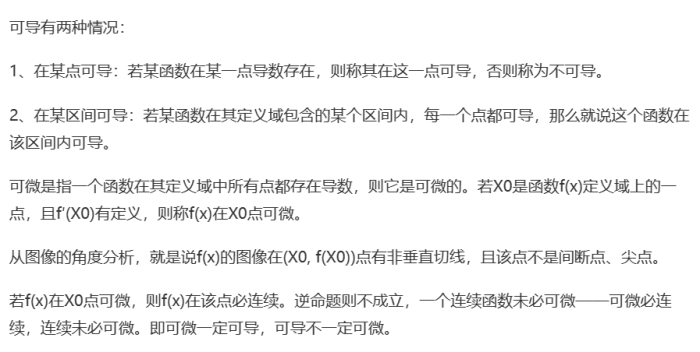 可导有两种情况：
1、在某点可导：若某函数在某一点导数存在，则称其在这一点可导，否则称为不可导。
2、在某区间可导：若某函数在其定义域包含的某个区间内，每一个点都可导，那么就说这个函数在
该区间内可导。
可微是指一个函数在其定义域中所有点都存在导数，则它是可微的。若X0是函数f(x)定义域上的一
点，且f′(X0)有定义，则称f(x)在X0点可微。
从图像的角度分析，就是说f(x)的图像在(X0, f(X0))点有非垂直切线，且该点不是间断点、尖点。
若f(x)在X0点可微，则f(x)在该点必连续。逆命题则不成立，一个连续函数未必可微——可微必连
续，连续未必可微。即可微一定可导，可导不一定可微。